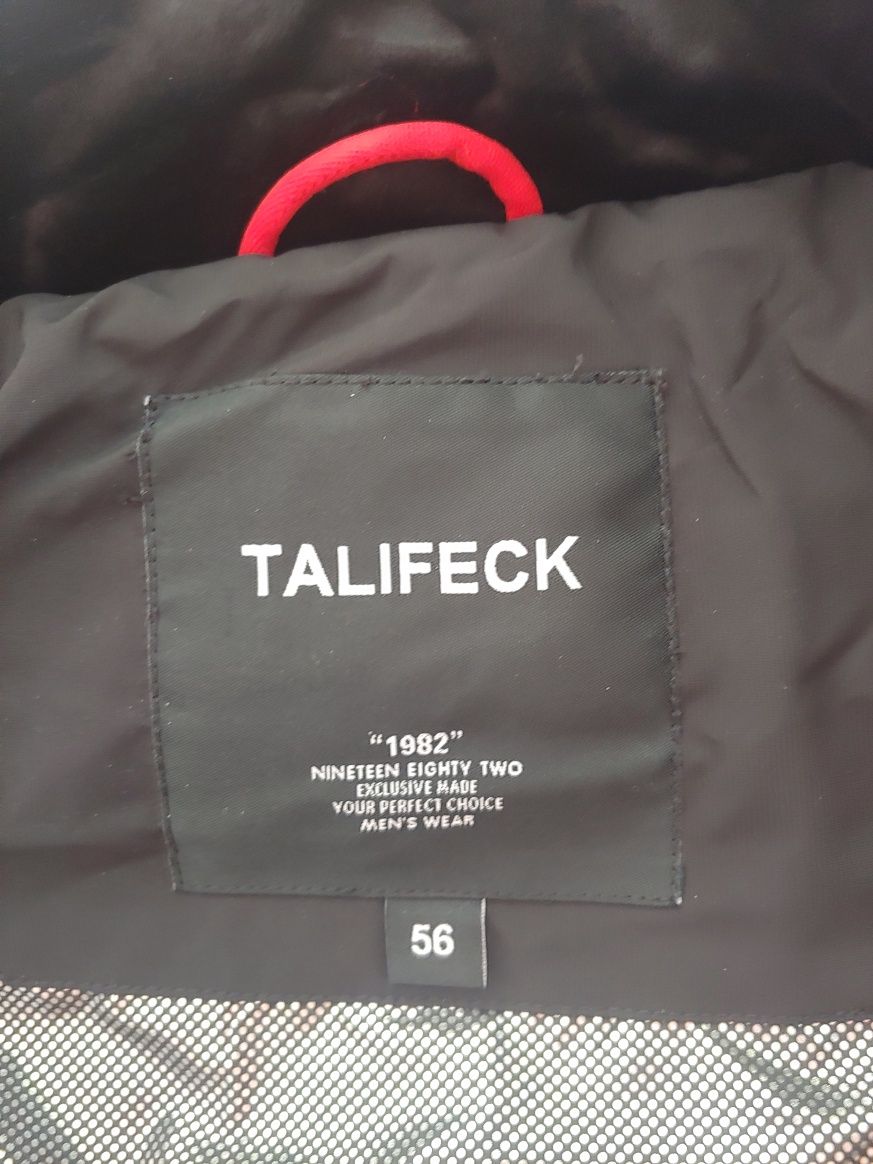 TALIFECK
“1982”
NINETEEN EIGHTY TWO
EXCLUSIVE MADE
YOUR PERFECT CHOICE
MEN'S WEAR
56